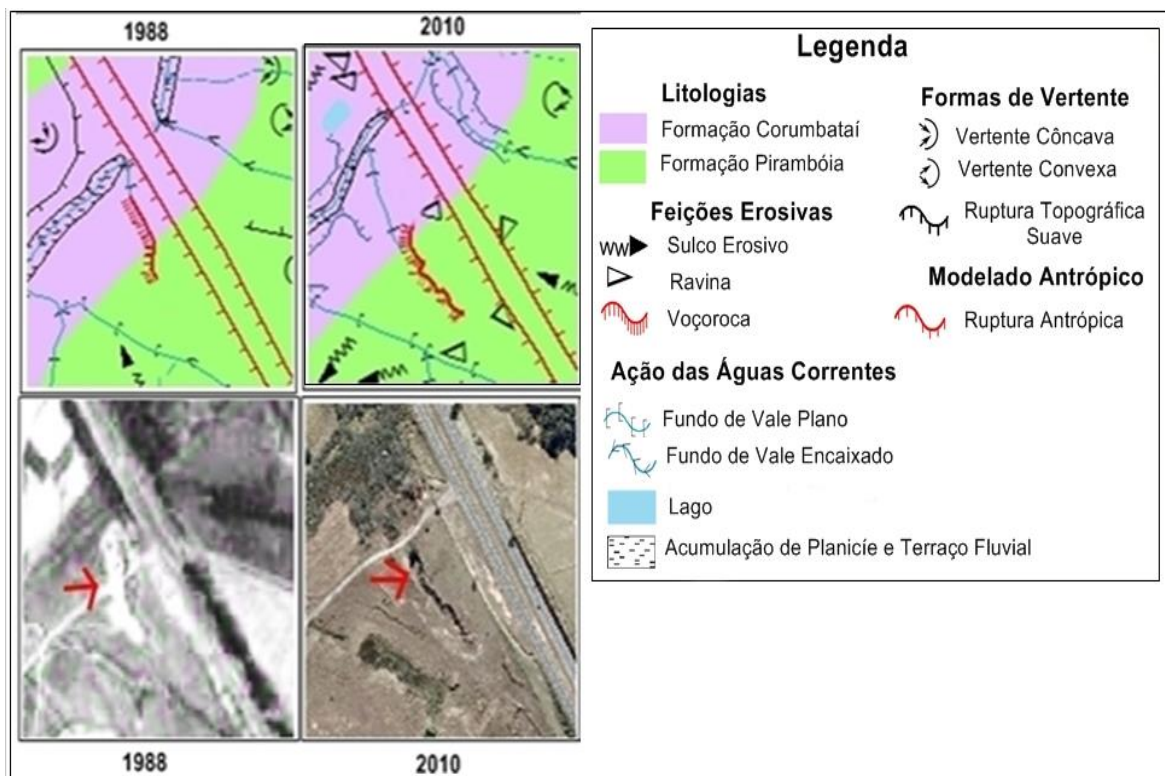 1988
2010
Legenda
Litologias
Formação Corumbataí
Formação Pirambóia
Feições Erosivas
Sulco Erosivo
Ravina
Voçoroca
Formas de Vertente
Vertente Côncava
Vertente Convexa
Ruptura Topográfica
Suave
Modelado Antrópico
Ruptura Antrópica
Ação das Águas Correntes
Fundo de Vale Plano
Fundo de Vale Encaixado
Lago
Acumulação de Planicíe e Terraço Fluvial
1988
2010